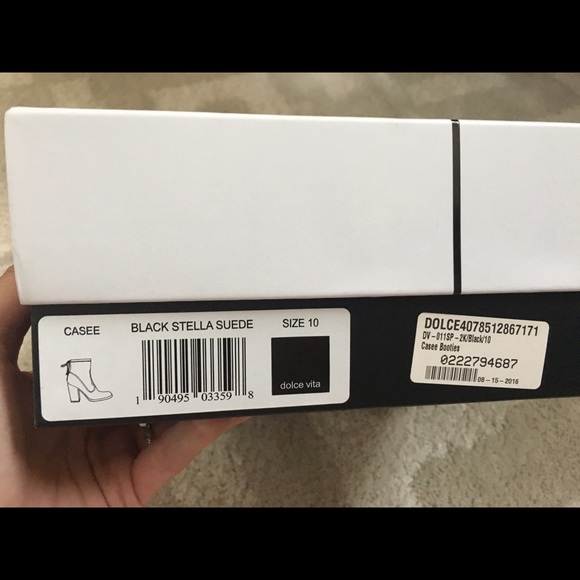 CASEE
BLACK STELLA SUEDE
SIZE 10
1 90495 03359 8
dolce vita
DOLCE4078512867171
DV-011SP-2K/Black/10
Casee Booties
0222794687
08-15-2016